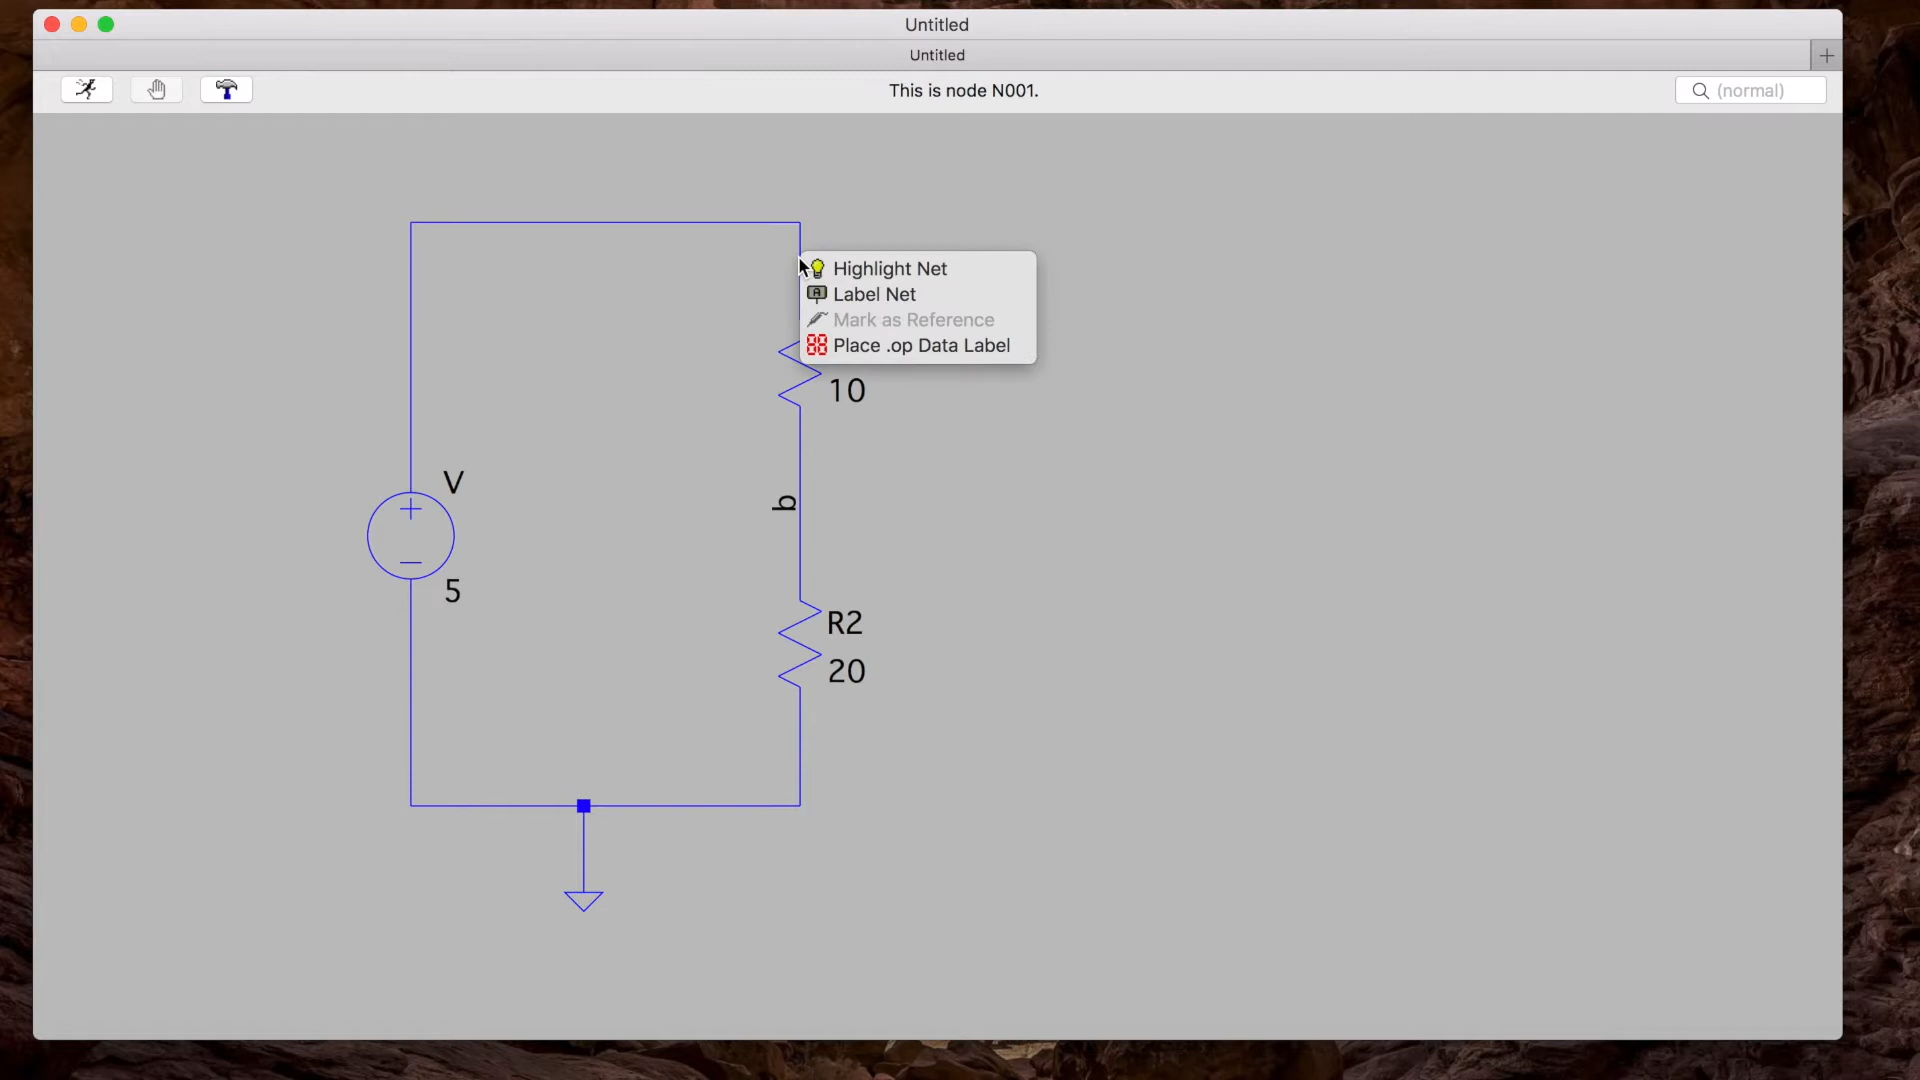 Untitled
Untitled
This is node N001.
(normal)
Highlight Net
A Label Net
Mark as Reference
88 Place .op Data Label
10
V
+
b
—
5
R2
20